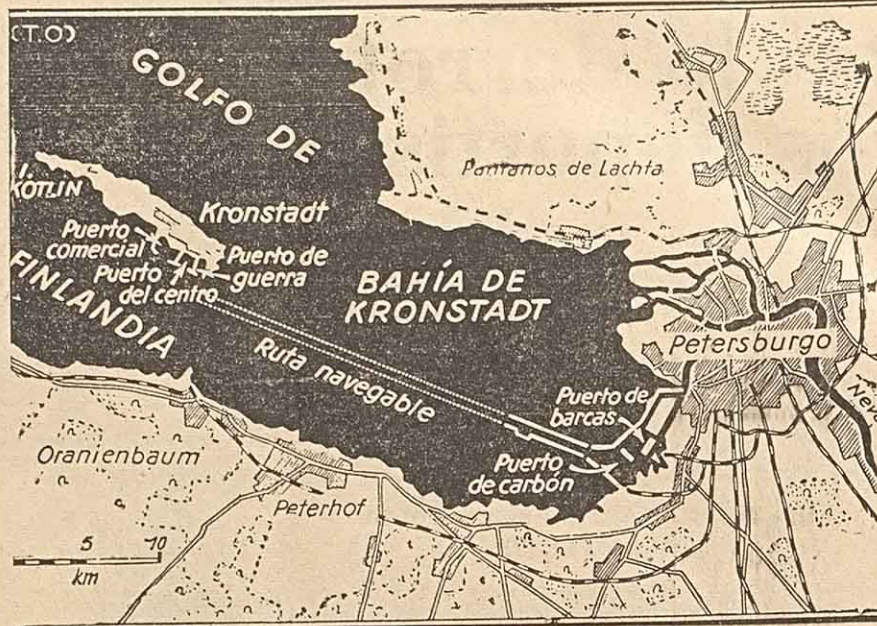 (T.O)
GOLFO DE
FINLANDIA
I.
KOTLIN
Kronstadt
Puerto
comercial
Puerto de
guerra
Puerto
del centro
BAHÍA DE
KRONSTADT
Ruta navegable
Pantanos de Lachta
Petersburgo
Neva
Puerto de
barcas
Puerto
de carbón
Oranienbaum
Peterhof
5 10
km